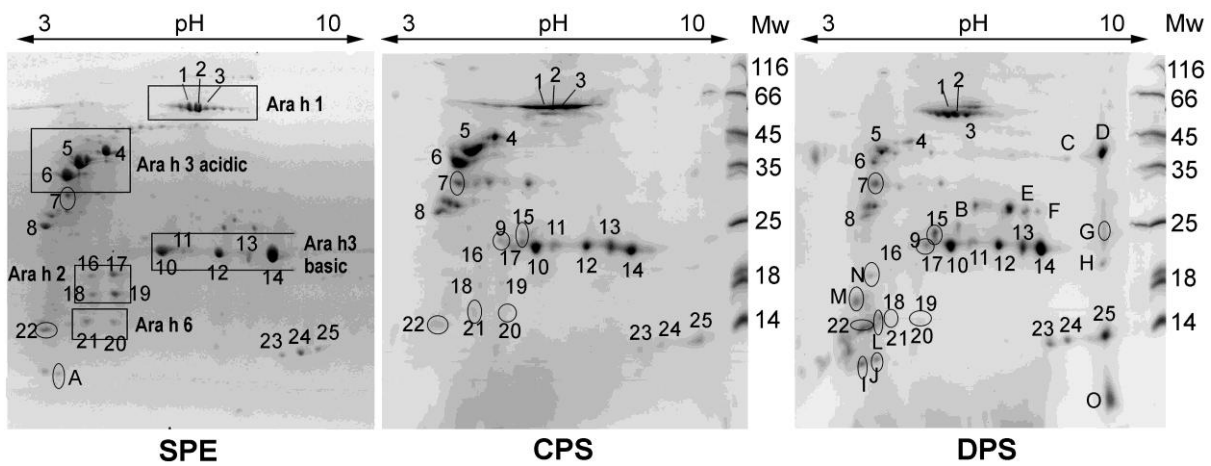 3 pH 10
3 pH 10 Mw
3 pH 10 Mw
1 2 3
Ara h 1
5 4
6
Ara h 3 acidic
7
8
11 13
10 12 14
Ara h3
basic
Ara h 2
16 17
18 19
Ara h 6
22
21 20
23 24 25
A
SPE
1 2 3
5 4
6
7
8
15
9 11 13
16 17 10 12 14
18 19
22 21 20
23 24 25
116
66
45
35
25
18
14
CPS
1 2
3
5 4
6
7
8
C D
B E F
15 G
9 11 13
16 17 10 12 14 H
N
M
18 19
22 L 21 20
23 24 25
I J
O
116
66
45
35
25
18
14
DPS